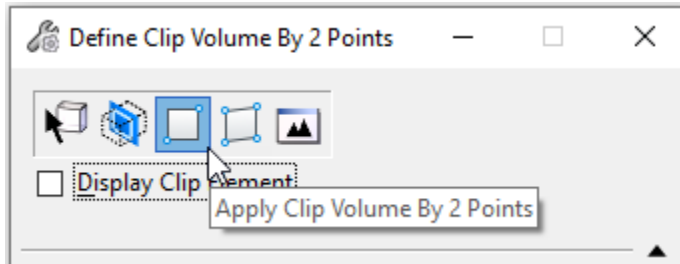 Define Clip Volume By 2 Points
Display Clip Element
Apply Clip Volume By 2 Points